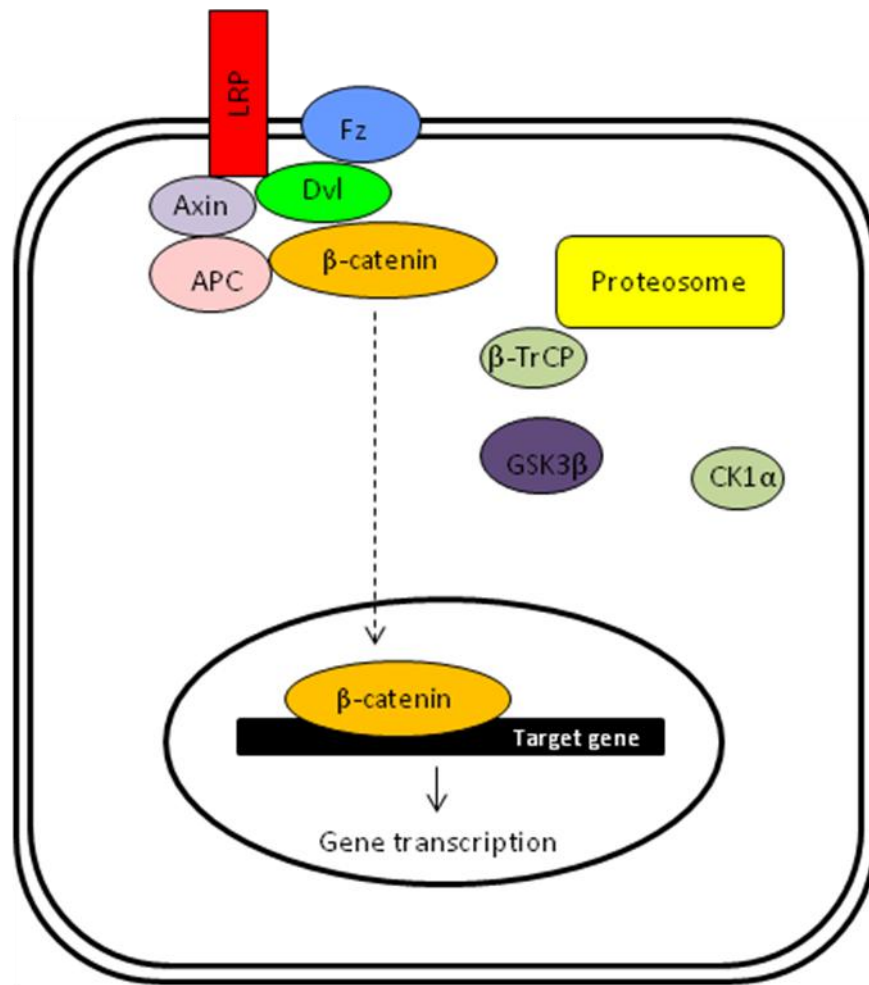 LRP
Fz
Dvl
Axin
β-catenin
APC
Proteosome
β-TrCP
GSK3β
CK1α
β-catenin
Target gene
Gene transcription